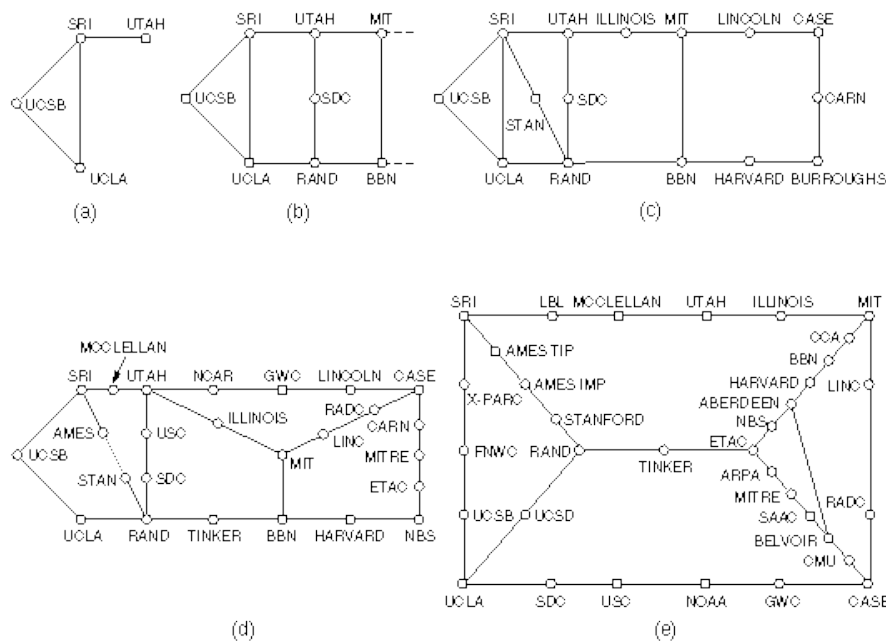 SRI UTAH
UCSB
UCLA
(a)
SRI UTAH MIT
UCSB SDC
UCLA RAND BBN
(b)
SRI UTAH ILLINOIS MIT LINCOLN CASE
UCSB SDC CARN
STAN
UCLA RAND BBN HARVARD BURROUGHS
(c)
MCCLELLAN
SRI UTAH NCAR GWC LINCOLN CASE
RADC
ILLINOIS CARN
AMES USC LINC
UCSB MIT MITRE
STAN SDC ETAC
UCLA RAND TINKER BBN HARVARD NBS
(d)
SRI LBL MCCLELLAN UTAH ILLINOIS MIT
CCA
AMES TIP BBN
X-PARC AMES IMP HARVARD LINC
ABERDEEN
STANFORD NBS
FNWC RAND TINKER ETAC
ARPA
MITRE
UCSB UCSD SAAC RADC
BELVOIR
CMU
UCLA SDC USC NOAA GWC CASE
(e)